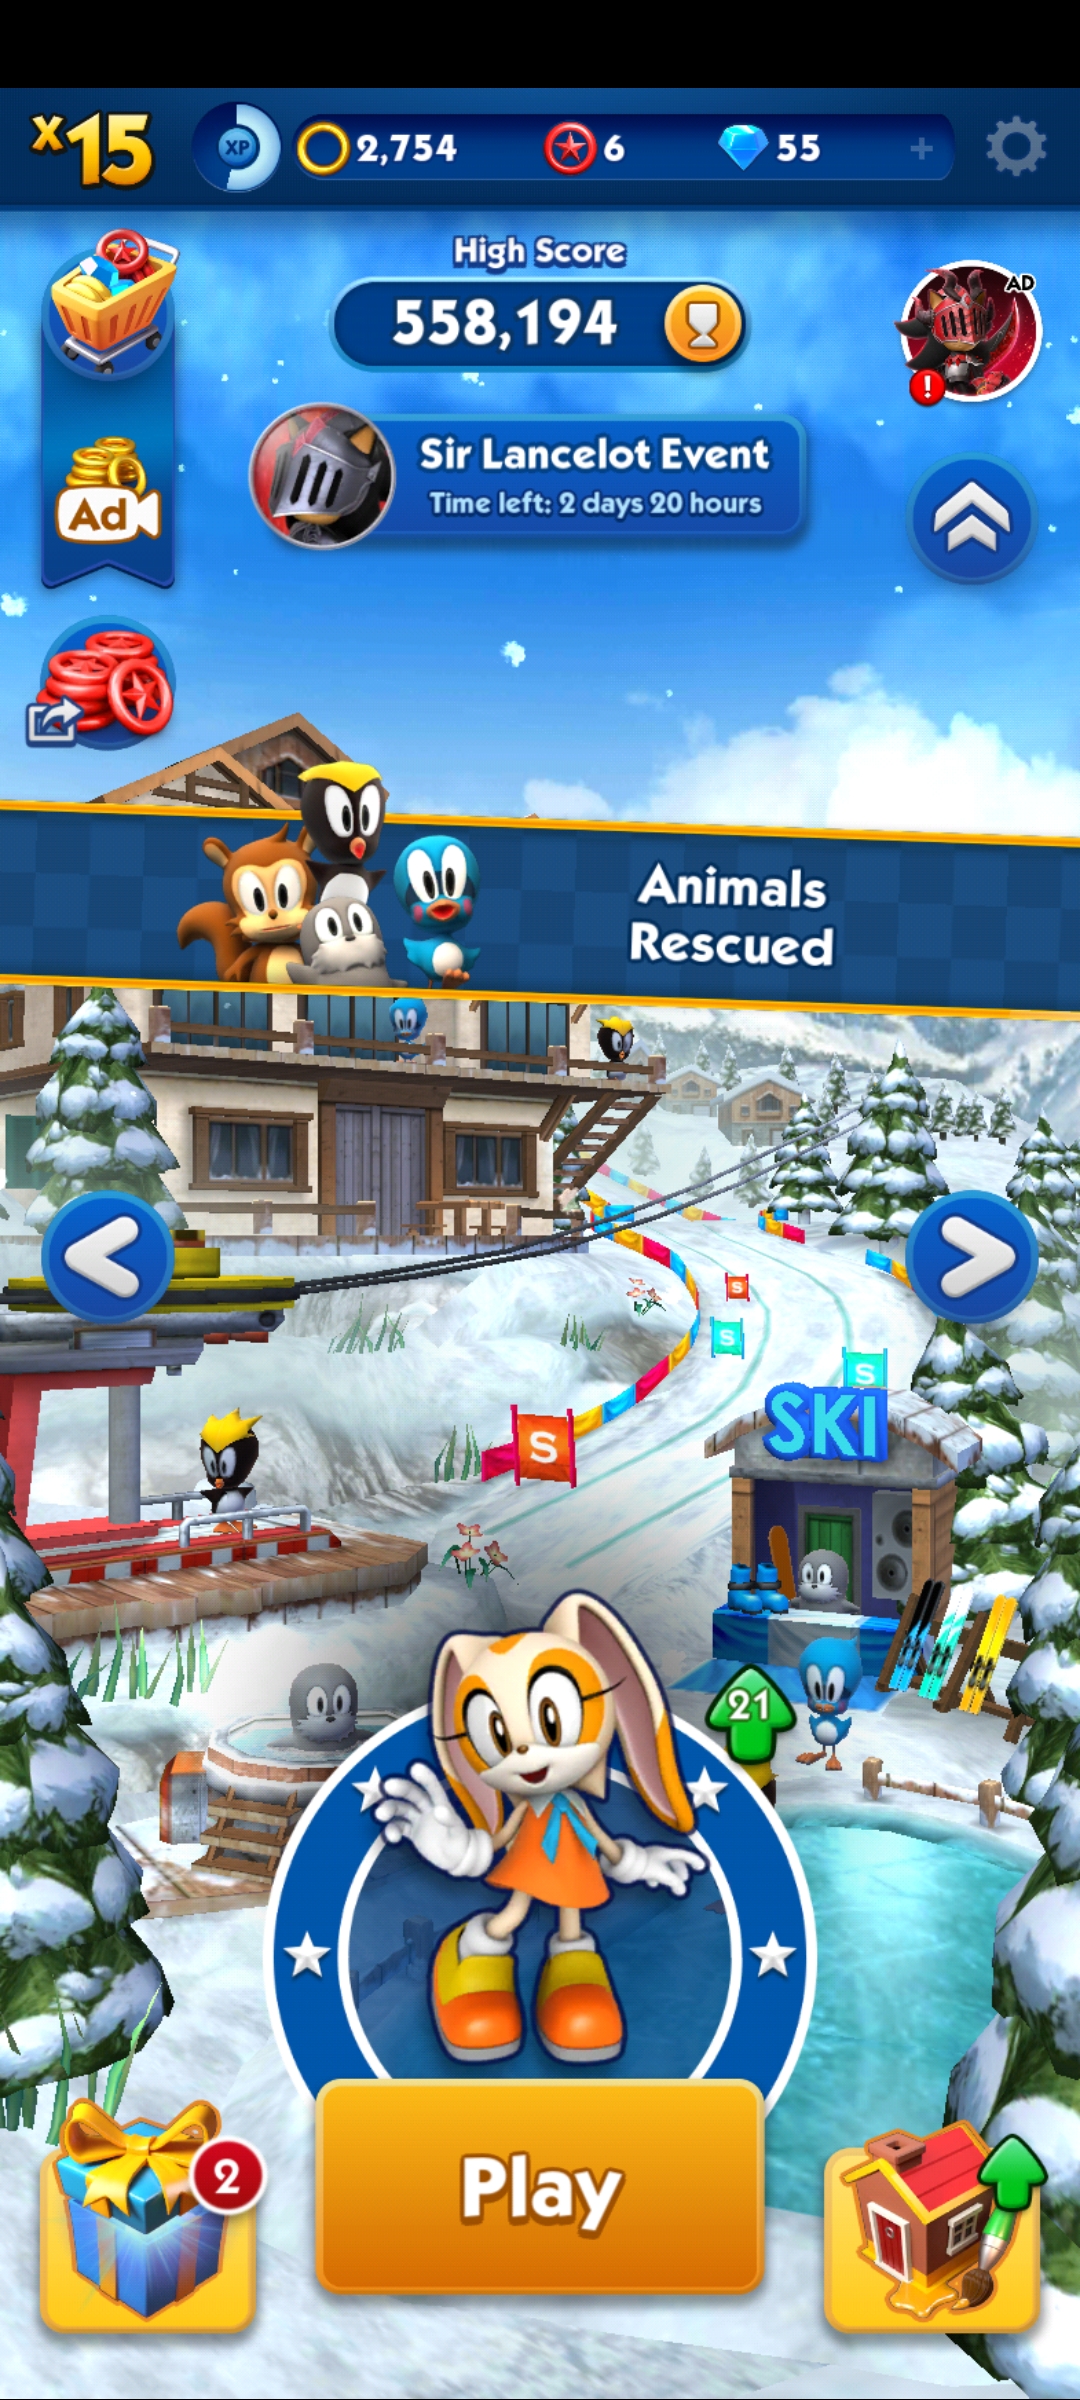 x15
XP
2,754
6
55
High Score
558,194
AD
!
Sir Lancelot Event
Time left: 2 days 20 hours
Ad
Animals
Rescued
S
S
S
SKI
S
21
2
Play